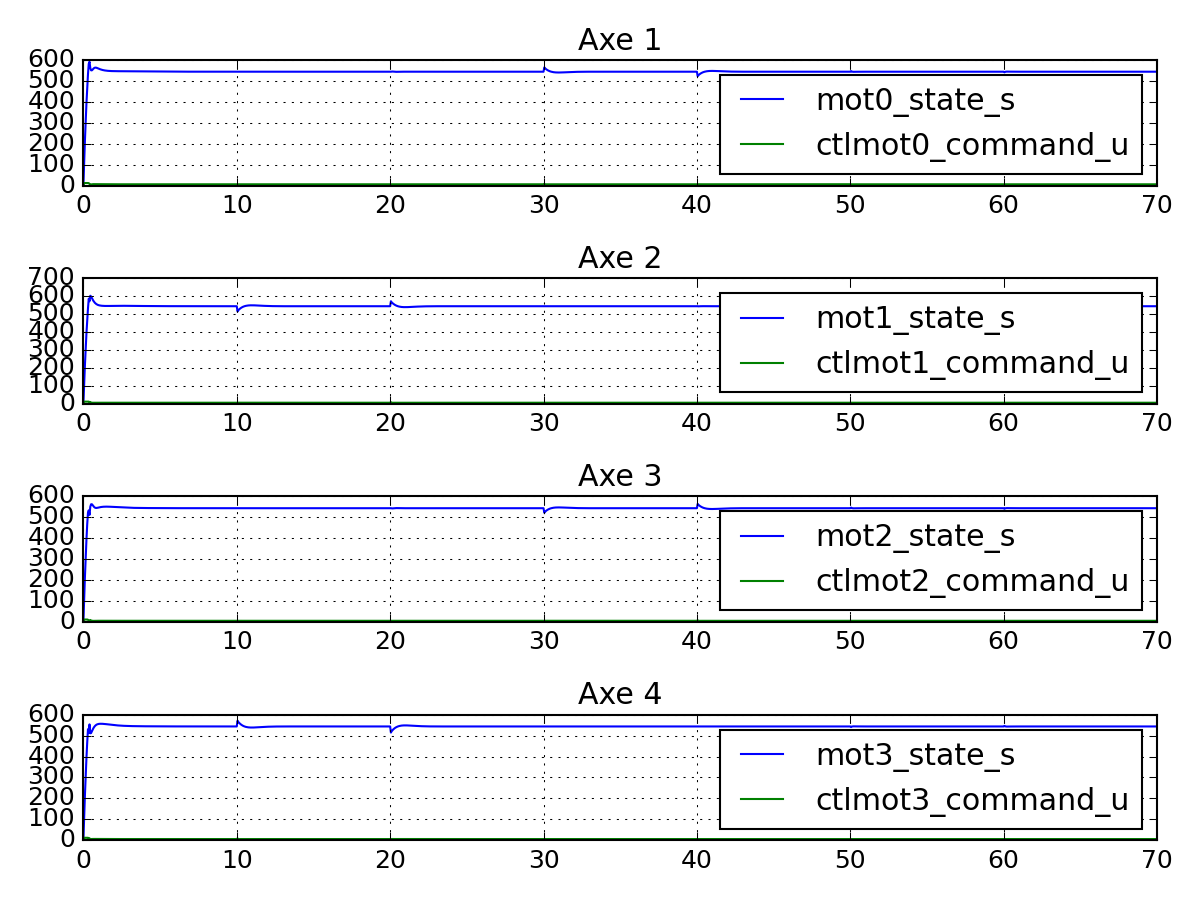 Axe 1
600
500
400
300
200
100
0
mot0_state_s
ctlmot0_command_u
0 10 20 30 40 50 60 70
Axe 2
700
600
500
400
300
200
100
0
mot1_state_s
ctlmot1_command_u
0 10 20 30 40 50 60 70
Axe 3
600
500
400
300
200
100
0
mot2_state_s
ctlmot2_command_u
0 10 20 30 40 50 60 70
Axe 4
600
500
400
300
200
100
0
mot3_state_s
ctlmot3_command_u
0 10 20 30 40 50 60 70